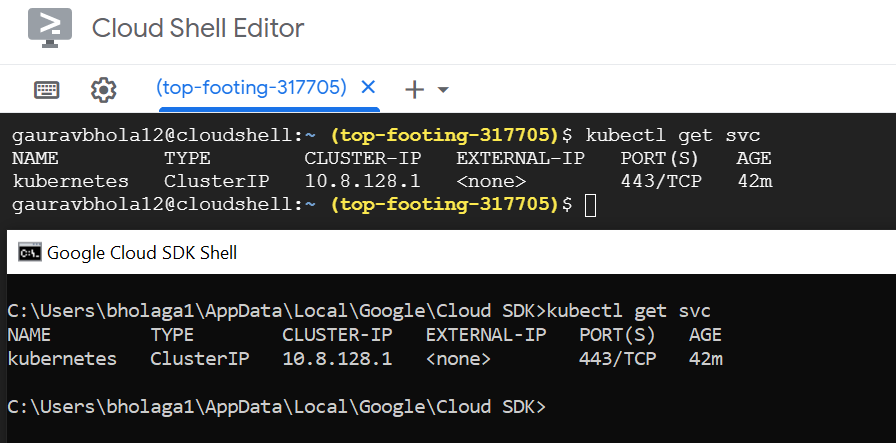 Cloud Shell Editor
(top-footing-317705)
gauravbhola12@cloudshell:~ (top-footing-317705)$ kubectl get svc
NAME TYPE CLUSTER-IP EXTERNAL-IP PORT(S) AGE
kubernetes ClusterIP 10.8.128.1 <none> 443/TCP 42m
gauravbhola12@cloudshell:~ (top-footing-317705)$
Google Cloud SDK Shell
C:\Users\bholaga1\AppData\Local\Google\Cloud SDK>kubectl get svc
NAME TYPE CLUSTER-IP EXTERNAL-IP PORT(S) AGE
kubernetes ClusterIP 10.8.128.1 <none> 443/TCP 42m
C:\Users\bholaga1\AppData\Local\Google\Cloud SDK>